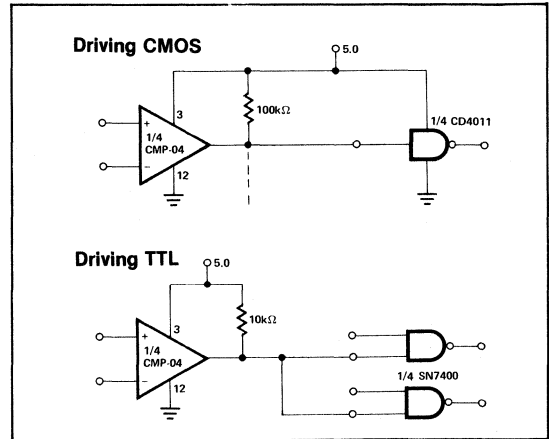 Driving CMOS
5.0
3
100kΩ
1/4 CD4011
+
1/4
CMP-04
−
12
Driving TTL
5.0
3
10kΩ
+
1/4
CMP-04
−
12
1/4 SN7400